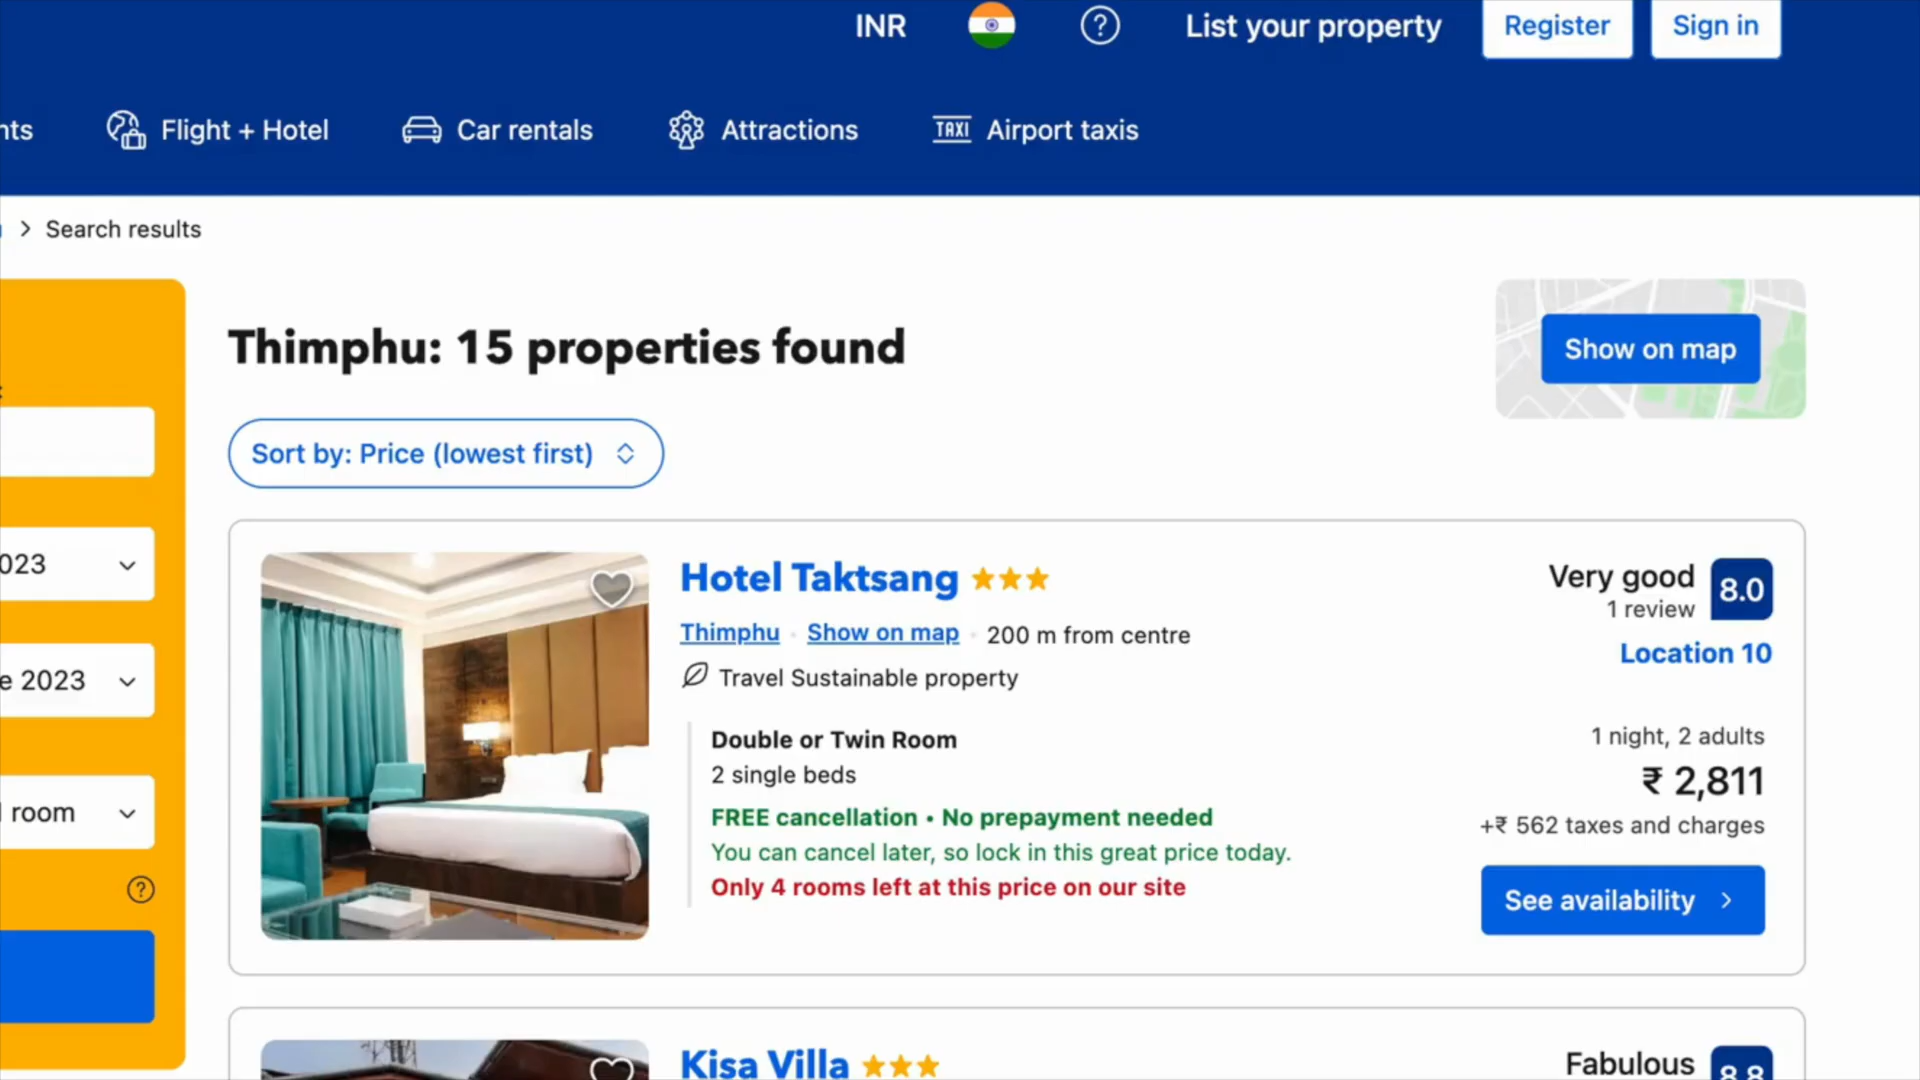 INR
List your property
Register
Sign in
Flight + Hotel
Car rentals
Attractions
TAXI
Airport taxis
Search results
Thimphu: 15 properties found
Show on map
Sort by: Price (lowest first)
023
2023
room
Hotel Taktsang
Thimphu · Show on map · 200 m from centre
Travel Sustainable property
Very good
1 review
8.0
Location 10
Double or Twin Room
2 single beds
FREE cancellation • No prepayment needed
You can cancel later, so lock in this great price today.
Only 4 rooms left at this price on our site
1 night, 2 adults
₹ 2,811
+₹ 562 taxes and charges
See availability
Kisa Villa
Fabulous
8.8